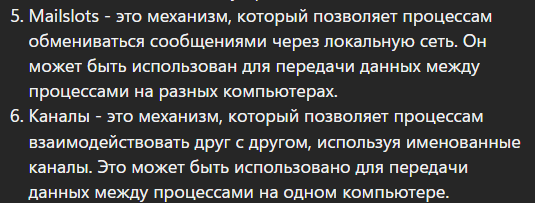 5. Mailslots - это механизм, который позволяет процессам
обмениваться сообщениями через локальную сеть. Он
может быть использован для передачи данных между
процессами на разных компьютерах.
6. Каналы - это механизм, который позволяет процессам
взаимодействовать друг с другом, используя именованные
каналы. Это может быть использовано для передачи
данных между процессами на одном компьютере.